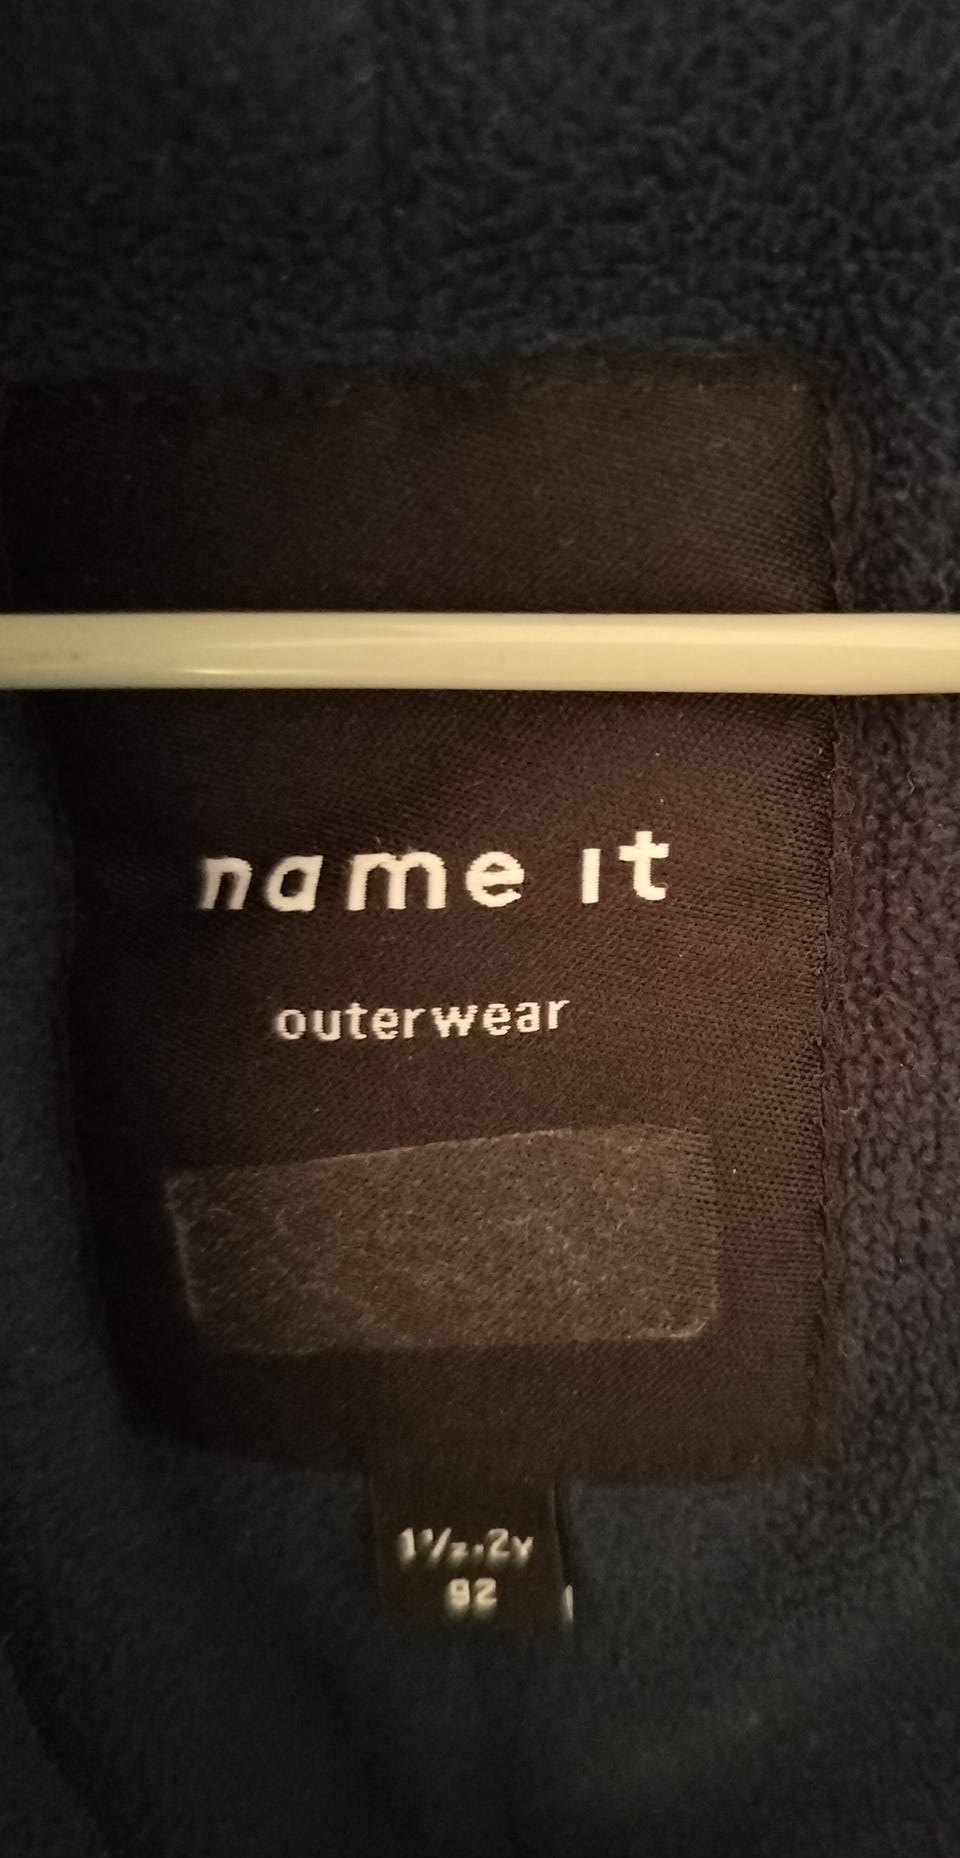 name it
outerwear
1½-2y
92